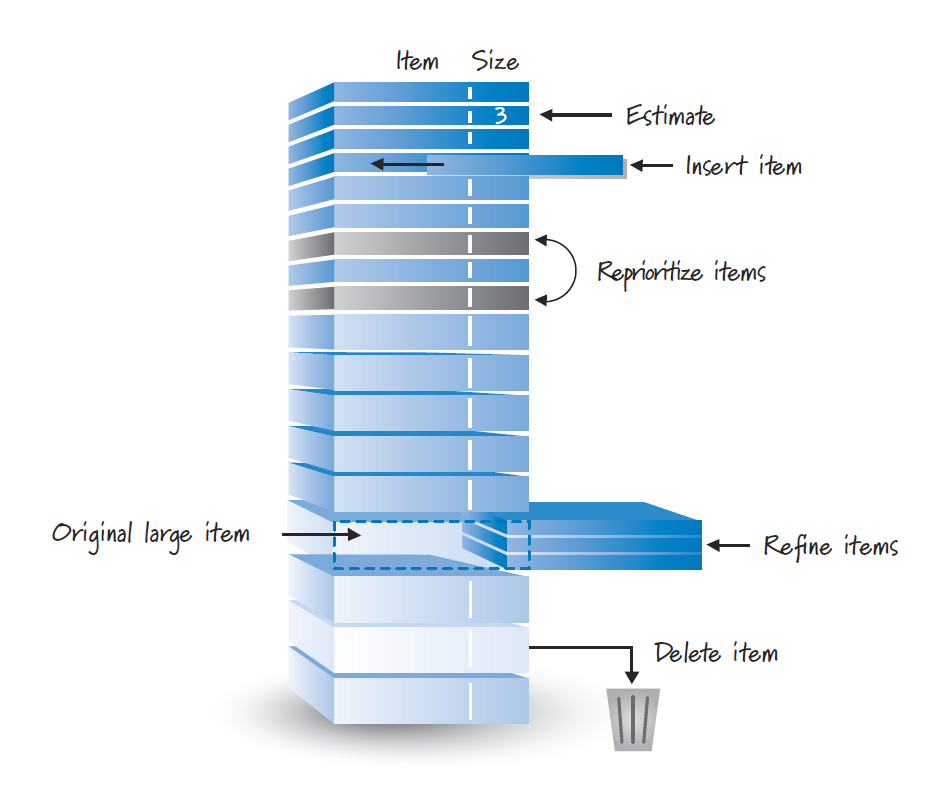 Item Size
3
Estimate
Insert item
Reprioritize items
Original large item
Refine items
Delete item